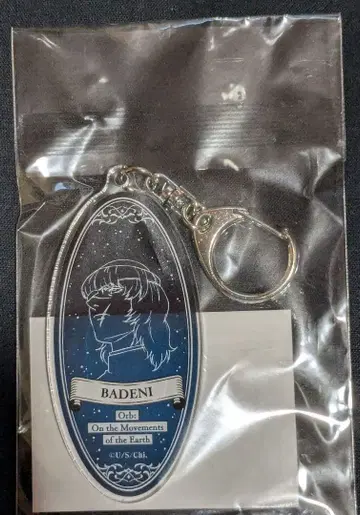 BADENI
Orb:
On the Movements
of the Earth
©U/S/Chi.